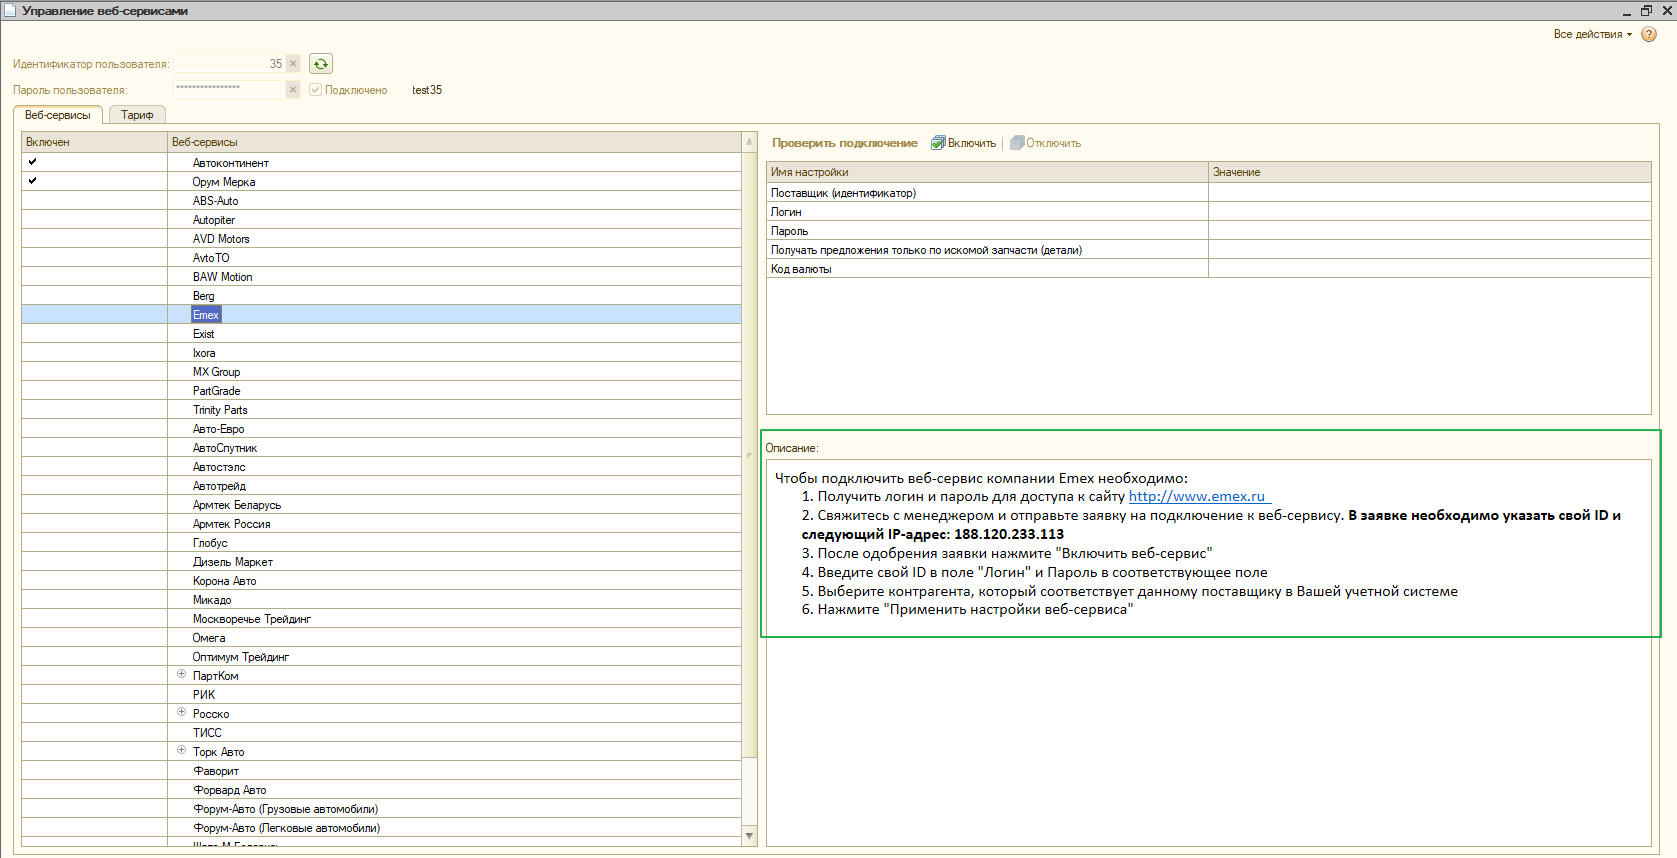 Управление веб-сервисами
Все действия
Идентификатор пользователя: 35
Пароль пользователя: **************** Подключено test35
Веб-сервисы Тариф
Включен Веб-сервисы
Автоконтинент
Орум Мерка
ABS-Auto
Autopiter
AVD Motors
AvtoTO
BAW Motion
Berg
Emex
Exist
Ixora
MX Group
PartGrade
Trinity Parts
Авто-Евро
АвтоСпутник
Автостэлс
Автотрейд
Армтек Беларусь
Армтек Россия
Глобус
Дизель Маркет
Корона Авто
Микадо
Москворечье Трейдинг
Омега
Оптимум Трейдинг
ПартКом
РИК
Росско
ТИСС
Торк Авто
Фаворит
Форвард Авто
Форум-Авто (Грузовые автомобили)
Форум-Авто (Легковые автомобили)
Проверить подключение Включить Отключить
Имя настройки Значение
Поставщик (идентификатор)
Логин
Пароль
Получать предложения только по искомой запчасти (детали)
Код валюты
Описание:
Чтобы подключить веб-сервис компании Emex необходимо:
1. Получить логин и пароль для доступа к сайту http://www.emex.ru
2. Свяжитесь с менеджером и отправьте заявку на подключение к веб-сервису. В заявке необходимо указать свой ID и
следующий IP-адрес: 188.120.233.113
3. После одобрения заявки нажмите "Включить веб-сервис"
4. Введите свой ID в поле "Логин" и Пароль в соответствующее поле
5. Выберите контрагента, который соответствует данному поставщику в Вашей учетной системе
6. Нажмите "Применить настройки веб-сервиса"